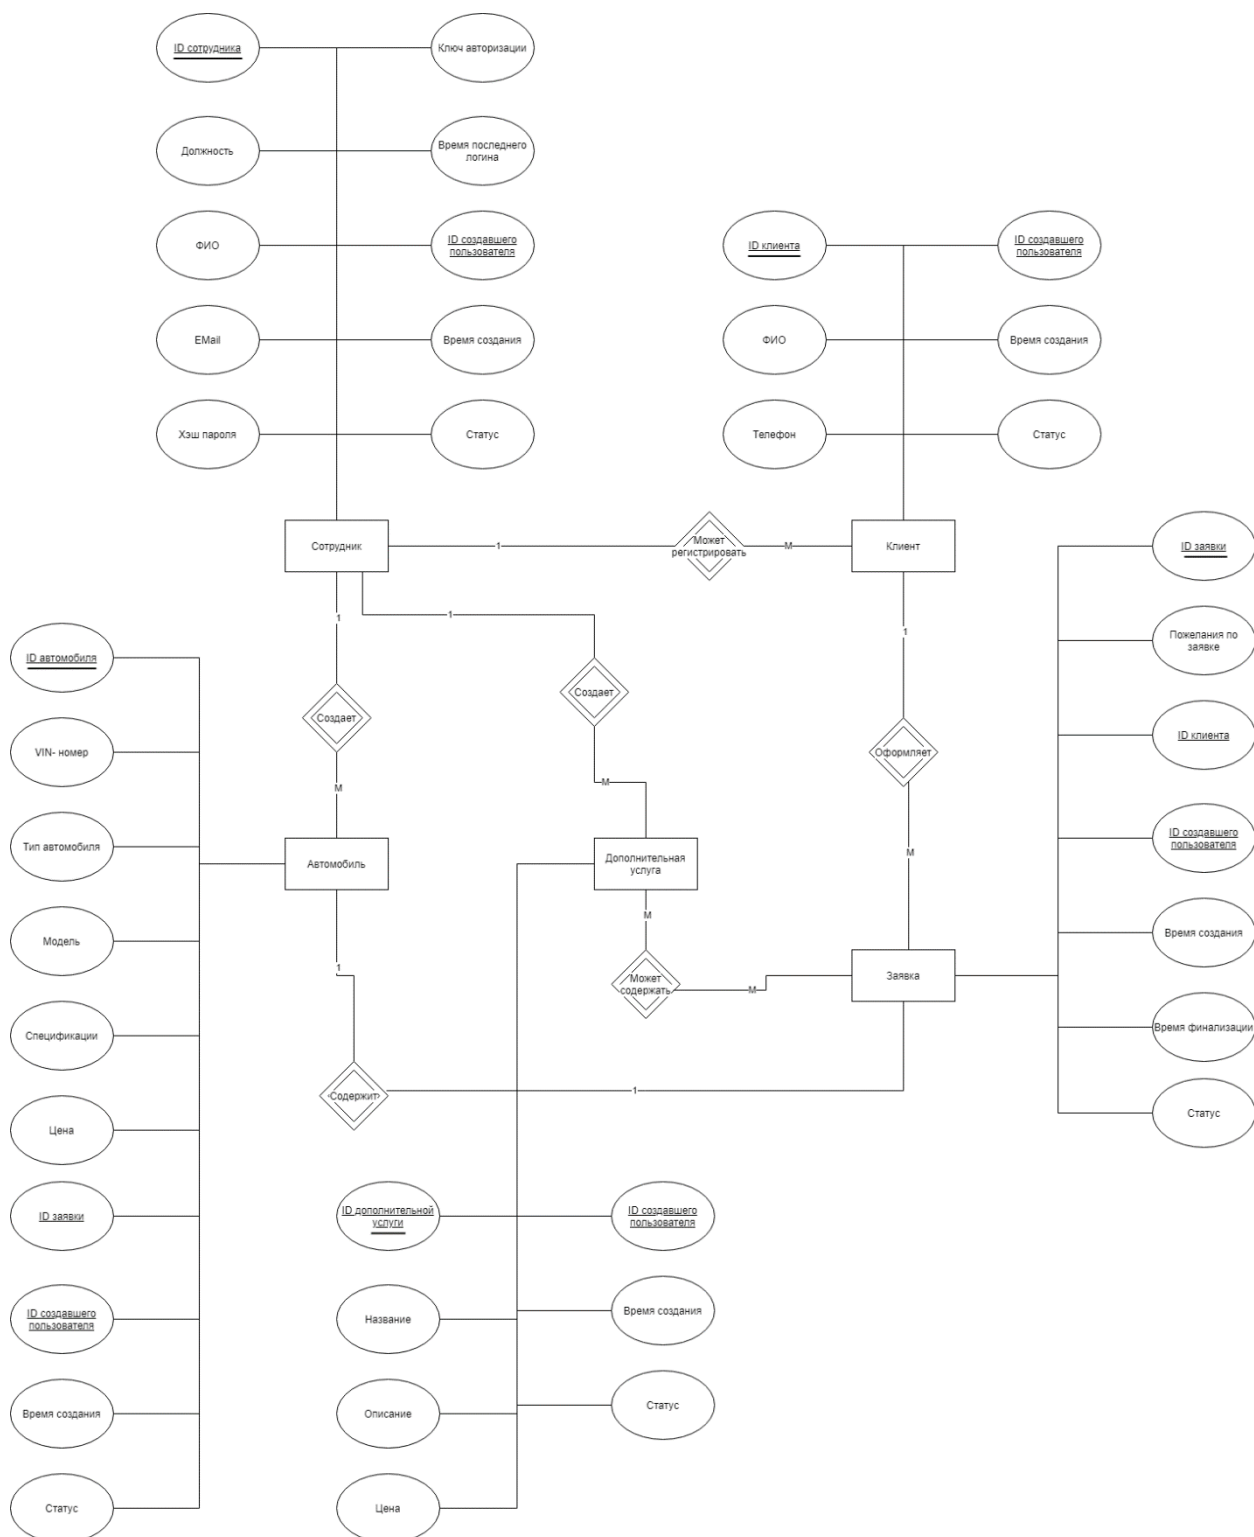 ID сотрудника
Ключ авторизации
Должность
Время последнего
логина
ФИО
ID создавшего
пользователя
EMail
Время создания
Хэш пароля
Статус
ID клиента
ID создавшего
пользователя
ФИО
Время создания
Телефон
Статус
Сотрудник
1
Может
регистрировать
М
Клиент
ID заявки
Пожелания по
заявке
ID клиента
ID создавшего
пользователя
Время создания
Время финализации
Статус
1
1
1
Создает
Создает
Оформляет
М
М
М
ID автомобиля
VIN- номер
Тип автомобиля
Модель
Спецификации
Цена
ID заявки
ID создавшего
пользователя
Время создания
Статус
Автомобиль
Дополнительная
услуга
М
Может
содержать
М
Заявка
1
Содержит
1
ID дополнительной
услуги
ID создавшего
пользователя
Название
Время создания
Описание
Статус
Цена